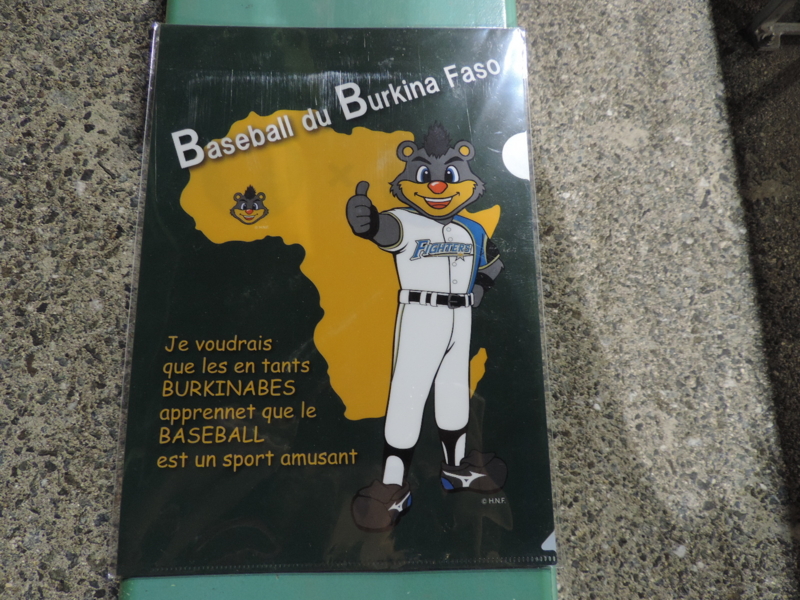 Baseball du Burkina Faso
FIGHTERS
Je voudrais
que les en tants
BURKINABES
apprennet que le
BASEBALL
est un sport amusant
© H.N.F.